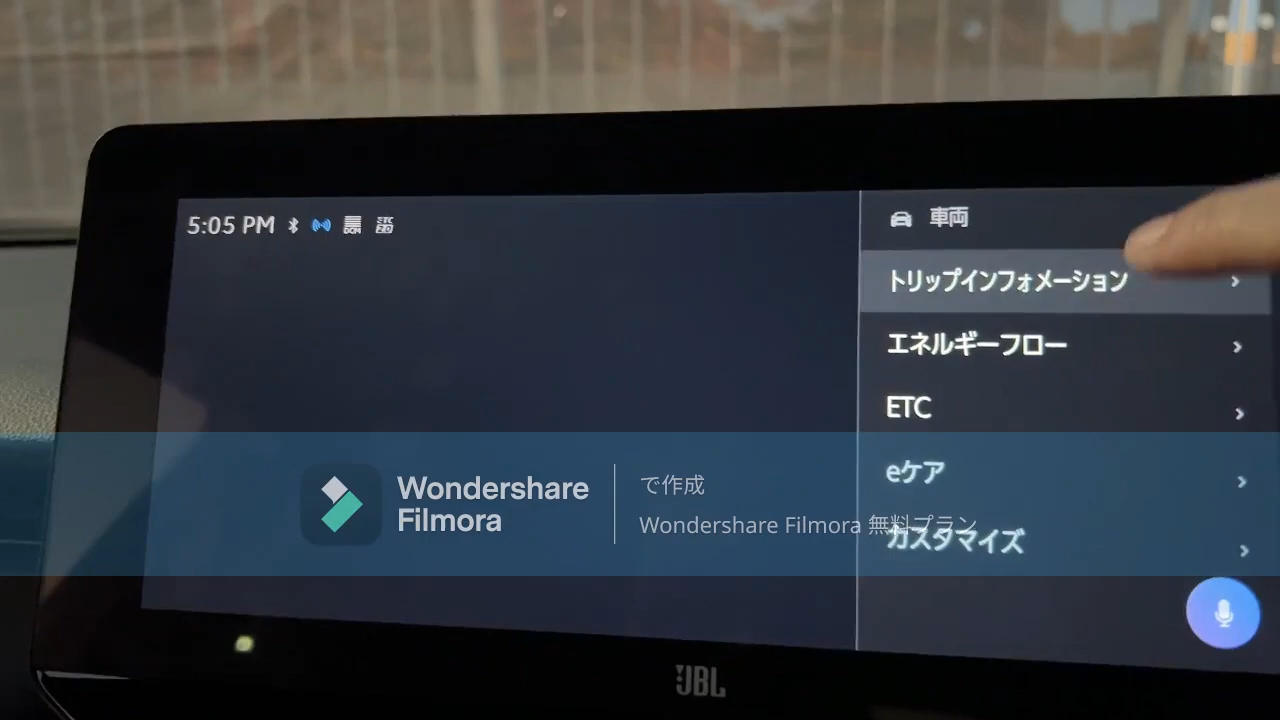 5:05 PM
車両
トリップインフォメーション
エネルギーフロー
ETC
eケア
カスタマイズ
Wondershare
Filmora
で作成
Wondershare Filmora 無料プラン
JBL